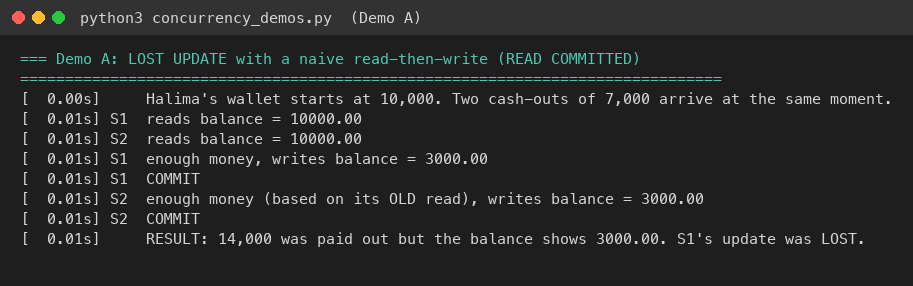 python3 concurrency_demos.py  (Demo A)
=== Demo A: LOST UPDATE with a naive read-then-write (READ COMMITTED)
==============================================================================
[  0.00s]     Halima's wallet starts at 10,000. Two cash-outs of 7,000 arrive at the same moment.
[  0.01s] S1  reads balance = 10000.00
[  0.01s] S2  reads balance = 10000.00
[  0.01s] S1  enough money, writes balance = 3000.00
[  0.01s] S1  COMMIT
[  0.01s] S2  enough money (based on its OLD read), writes balance = 3000.00
[  0.01s] S2  COMMIT
[  0.01s]     RESULT: 14,000 was paid out but the balance shows 3000.00. S1's update was LOST.